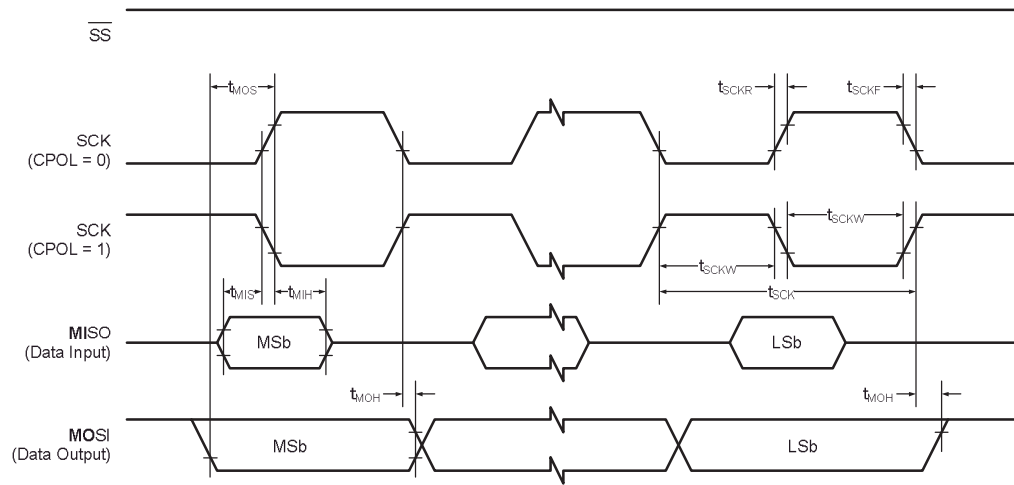 SS
tMOS
tSCKR
tSCKF
SCK
(CPOL = 0)
SCK
(CPOL = 1)
tSCKW
tSCKW
tMIS
tMIH
tSCK
MISO
(Data Input)
MSb
LSb
tMOH
tMOH
MOSI
(Data Output)
MSb
LSb